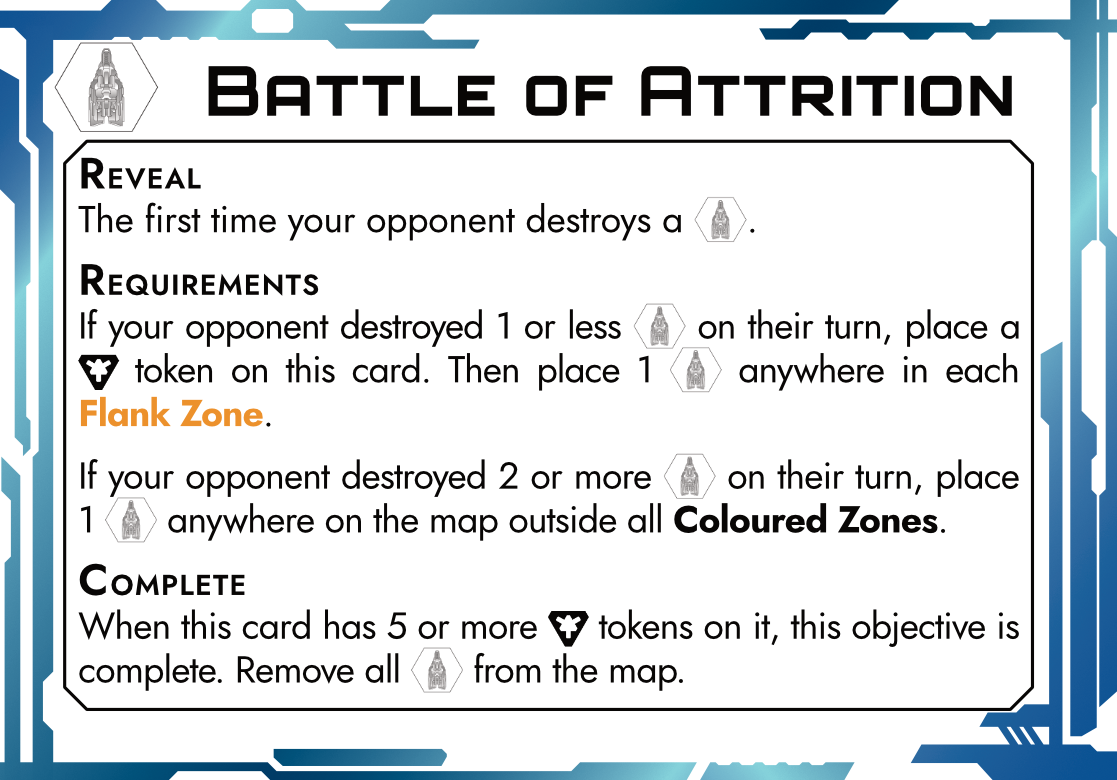 BATTLE OF ATTRITION
REVEAL
The first time your opponent destroys a .
REQUIREMENTS
If your opponent destroyed 1 or less on their turn, place a
token on this card. Then place 1 anywhere in each
Flank Zone.
If your opponent destroyed 2 or more on their turn, place
1 anywhere on the map outside all Coloured Zones.
COMPLETE
When this card has 5 or more tokens on it, this objective is
complete. Remove all from the map.